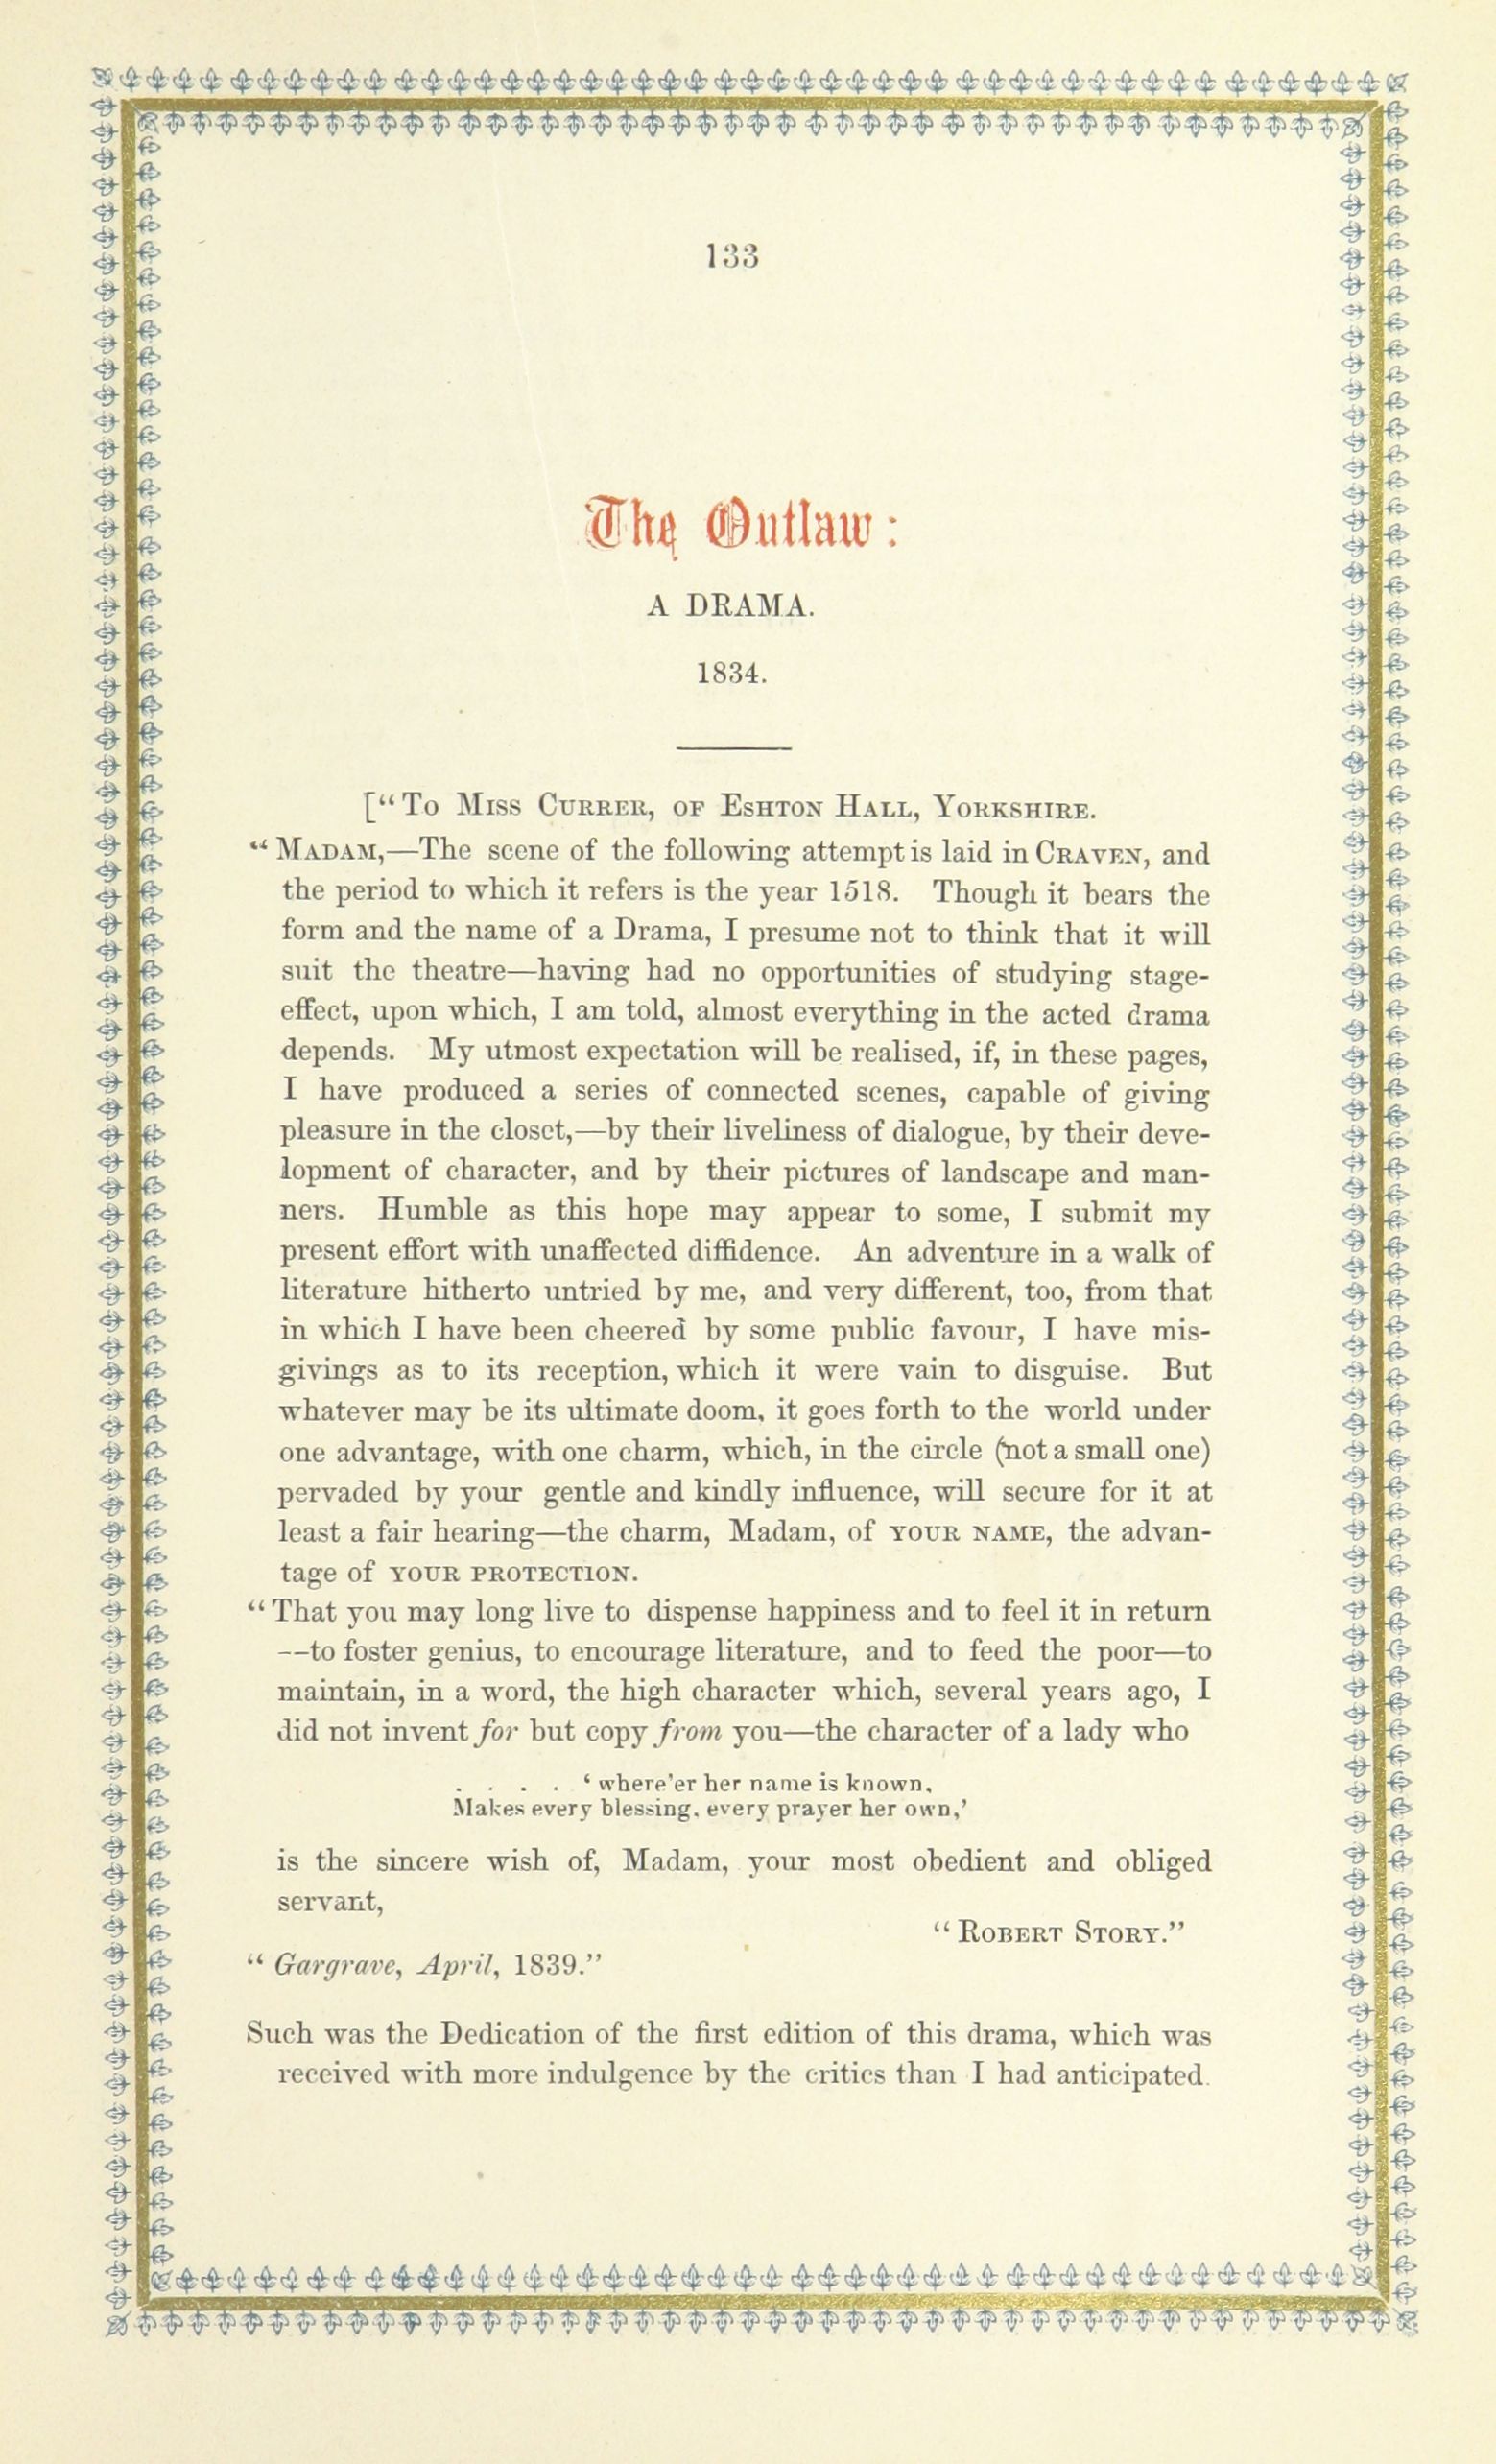 133
The Outlaw:
A DRAMA.
1834.
["To Miss Currer, of Eshton Hall, Yorkshire.
"Madam,—The scene of the following attempt is laid in Craven, and
the period to which it refers is the year 1518. Though it bears the
form and the name of a Drama, I presume not to think that it will
suit the theatre—having had no opportunities of studying stage-
effect, upon which, I am told, almost everything in the acted drama
depends. My utmost expectation will be realised, if, in these pages,
I have produced a series of connected scenes, capable of giving
pleasure in the closet,—by their liveliness of dialogue, by their deve-
lopment of character, and by their pictures of landscape and man-
ners. Humble as this hope may appear to some, I submit my
present effort with unaffected diffidence. An adventure in a walk of
literature hitherto untried by me, and very different, too, from that
in which I have been cheered by some public favour, I have mis-
givings as to its reception, which it were vain to disguise. But
whatever may be its ultimate doom, it goes forth to the world under
one advantage, with one charm, which, in the circle (not a small one)
pervaded by your gentle and kindly influence, will secure for it at
least a fair hearing—the charm, Madam, of YOUR NAME, the advan-
tage of YOUR PROTECTION.
"That you may long live to dispense happiness and to feel it in return
—to foster genius, to encourage literature, and to feed the poor—to
maintain, in a word, the high character which, several years ago, I
did not invent for but copy from you—the character of a lady who
. . . . 'where'er her name is known,
Makes every blessing, every prayer her own,'
is the sincere wish of, Madam, your most obedient and obliged
servant,
"Robert Story."
"Gargrave, April, 1839."
Such was the Dedication of the first edition of this drama, which was
received with more indulgence by the critics than I had anticipated.